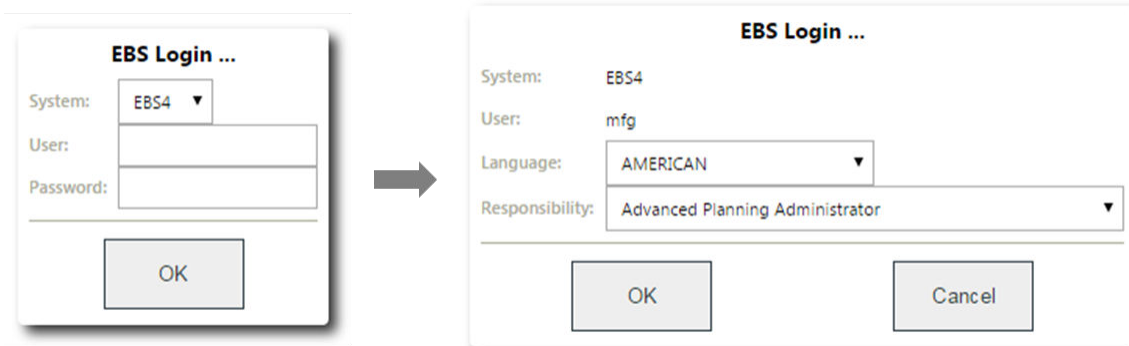 EBS Login ...
System: EBS4
User:
Password:
OK
EBS Login ...
System: EBS4
User: mfg
Language: AMERICAN
Responsibility: Advanced Planning Administrator
OK Cancel